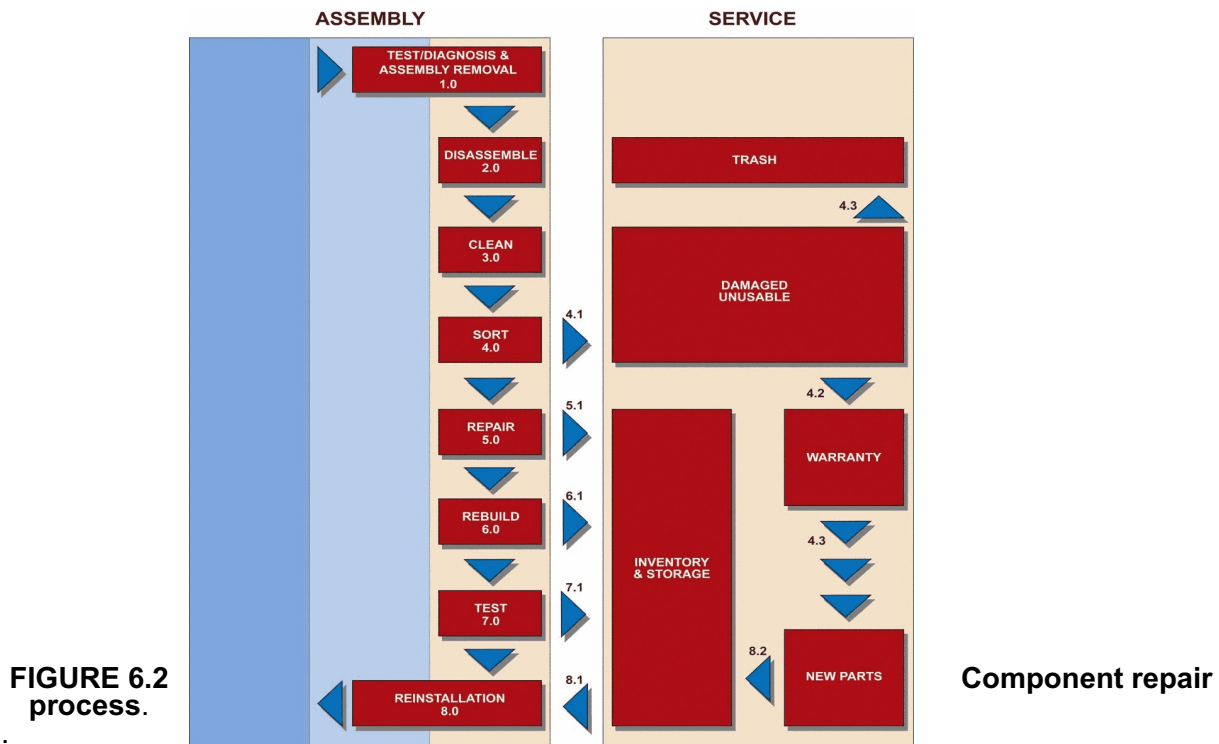 ASSEMBLY
SERVICE
TEST/DIAGNOSIS &
ASSEMBLY REMOVAL
1.0
DISASSEMBLE
2.0
TRASH
4.3
CLEAN
3.0
DAMAGED
UNUSABLE
4.1
SORT
4.0
4.2
5.1
REPAIR
5.0
WARRANTY
6.1
REBUILD
6.0
4.3
INVENTORY
& STORAGE
7.1
TEST
7.0
8.2
NEW PARTS
8.1
REINSTALLATION
8.0
FIGURE 6.2 Component repair
process.
.